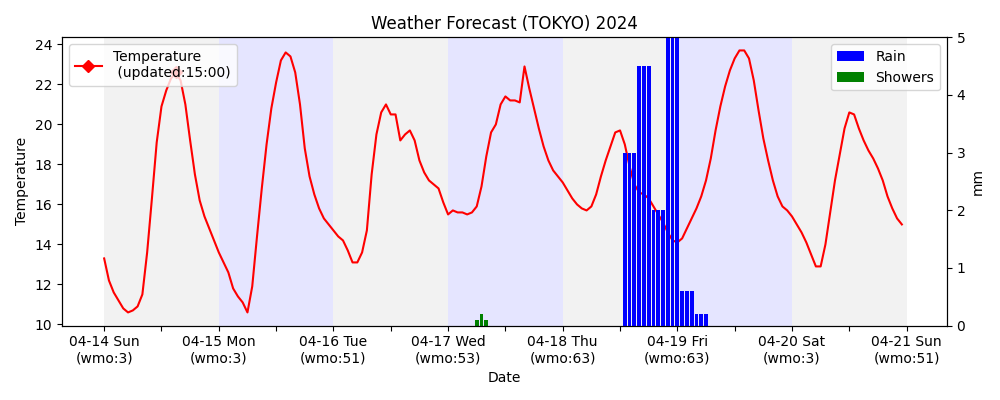 Weather Forecast (TOKYO) 2024
Temperature
(updated:15:00)
Rain
Showers
24
22
20
18
16
14
12
10
Temperature
5
4
3
2
1
0
mm
04-14 Sun
(wmo:3)
04-15 Mon
(wmo:3)
04-16 Tue
(wmo:51)
04-17 Wed
(wmo:53)
04-18 Thu
(wmo:63)
04-19 Fri
(wmo:63)
04-20 Sat
(wmo:3)
04-21 Sun
(wmo:51)
Date